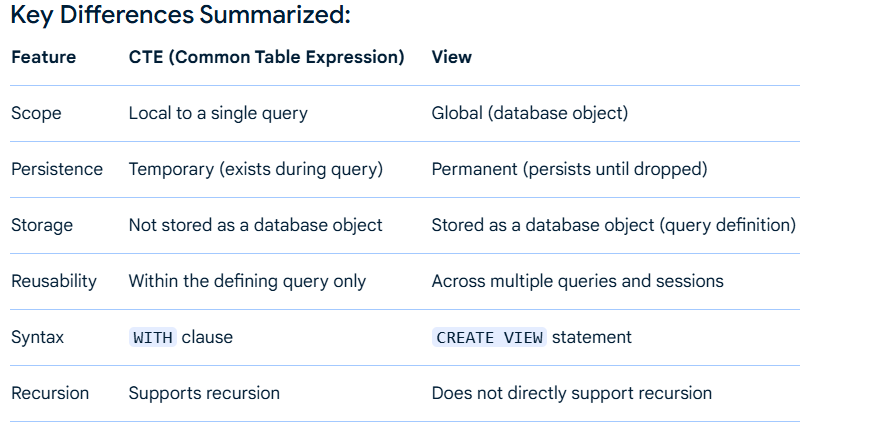 Key Differences Summarized:
Feature CTE (Common Table Expression) View
Scope Local to a single query Global (database object)
Persistence Temporary (exists during query) Permanent (persists until dropped)
Storage Not stored as a database object Stored as a database object (query definition)
Reusability Within the defining query only Across multiple queries and sessions
Syntax WITH clause CREATE VIEW statement
Recursion Supports recursion Does not directly support recursion